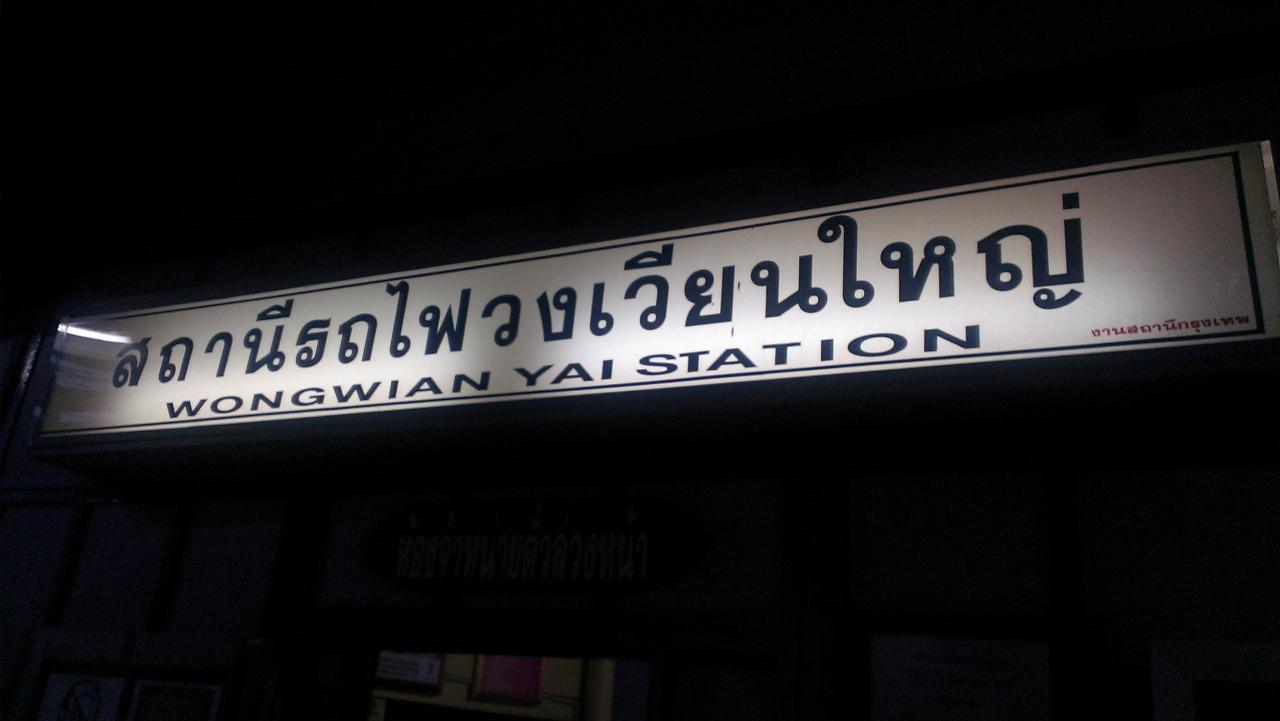 สถานีรถไฟวงเวียนใหญ่
WONGWIAN YAI STATION
งานสถานีกรุงเทพ
ห้องจำหน่ายตั๋วล่วงหน้า